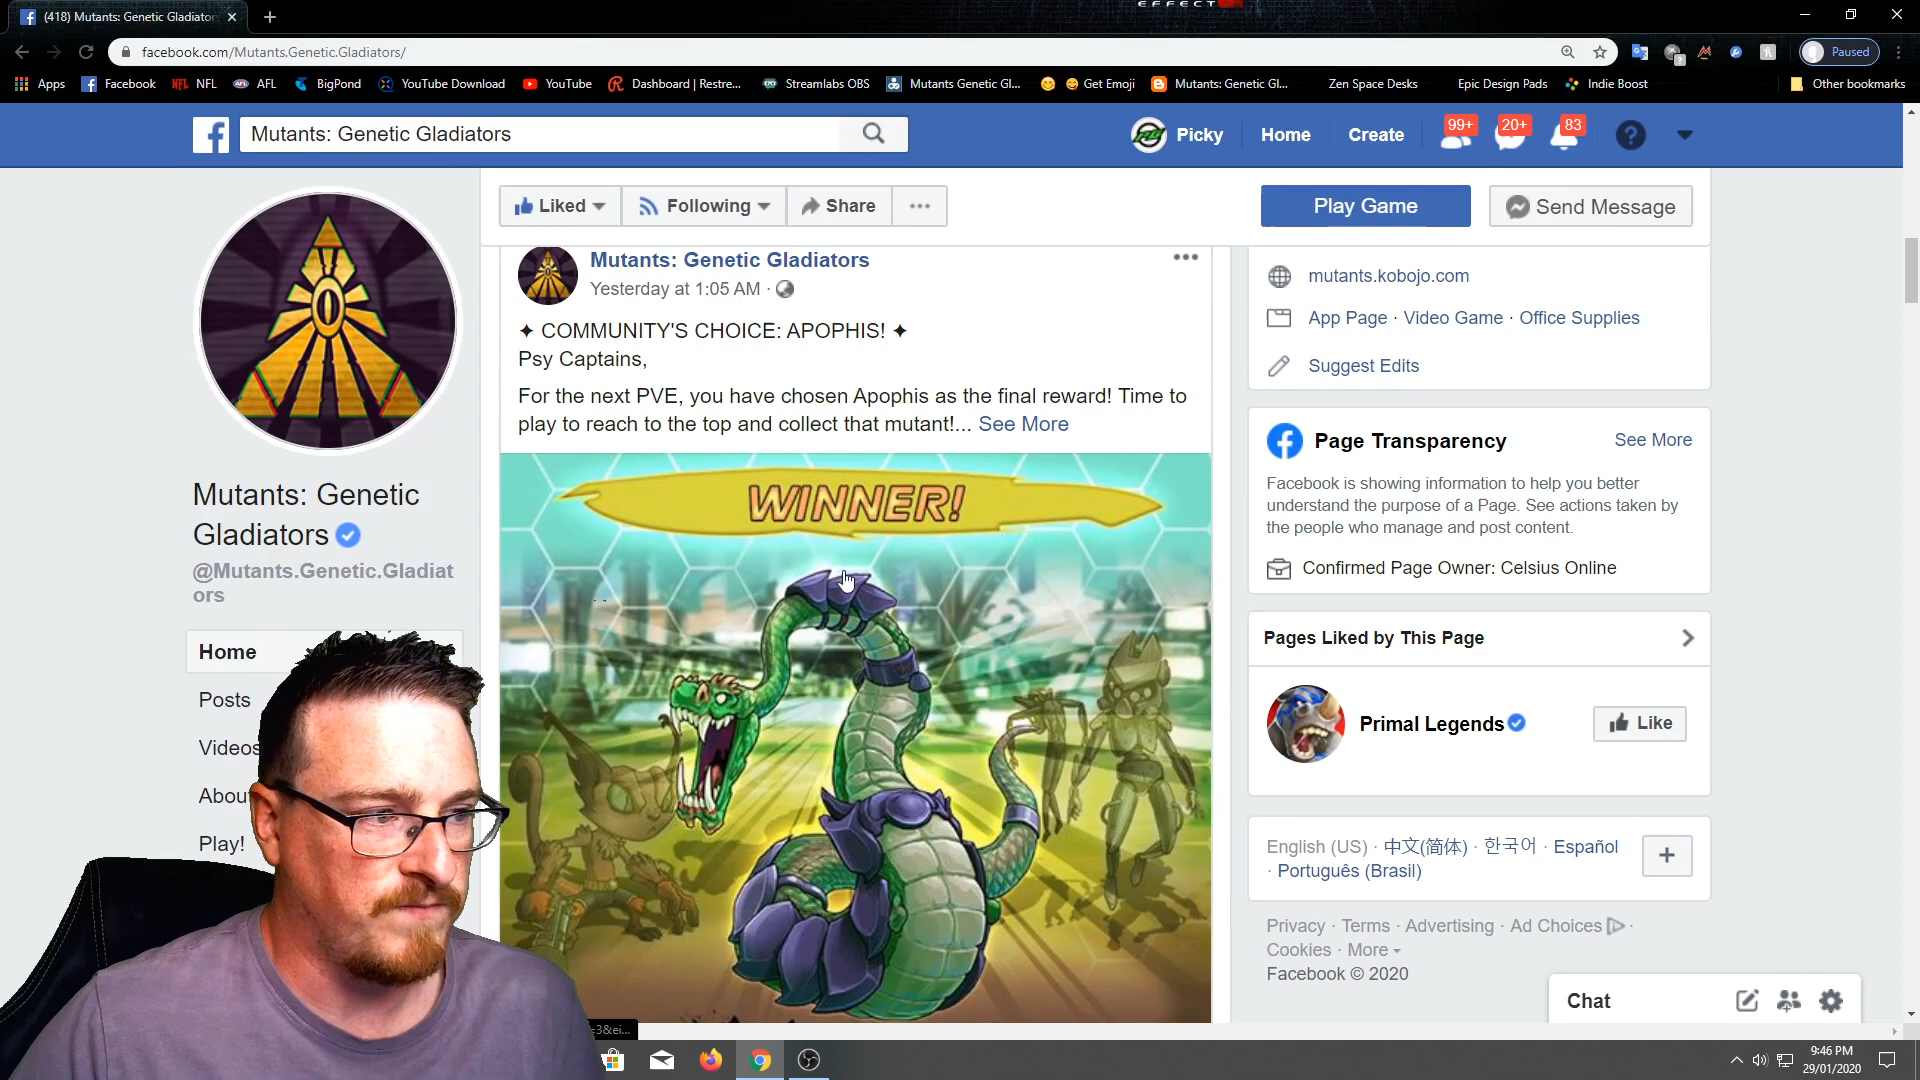 EFFECT
(418) Mutants: Genetic Gladiator
facebook.com/Mutants.Genetic.Gladiators/
Paused
Apps Facebook NFL NFL AFL BigPond YouTube Download YouTube Dashboard | Restre... Streamlabs OBS Mutants Genetic Gl... Get Emoji Mutants: Genetic Gl... Zen Space Desks Epic Design Pads Indie Boost Other bookmarks
Mutants: Genetic Gladiators
Picky Home Create 99+ 20+ 83
Liked Following Share ... Play Game Send Message
Mutants: Genetic Gladiators
Yesterday at 1:05 AM ·
✦ COMMUNITY'S CHOICE: APOPHIS! ✦
Psy Captains,
For the next PVE, you have chosen Apophis as the final reward! Time to
play to reach to the top and collect that mutant!... See More
WINNER!
Mutants: Genetic
Gladiators
@Mutants.Genetic.Gladiat
ors
Home
Posts
Videos
Abou
Play!
mutants.kobojo.com
App Page · Video Game · Office Supplies
Suggest Edits
Page Transparency See More
Facebook is showing information to help you better
understand the purpose of a Page. See actions taken by
the people who manage and post content.
Confirmed Page Owner: Celsius Online
Pages Liked by This Page
Primal Legends Like
English (US) · 中文(简体) · 한국어 · Español
· Português (Brasil)
Privacy · Terms · Advertising · Ad Choices ·
Cookies · More
Facebook © 2020
Chat
=3&ei...
9:46 PM
29/01/2020